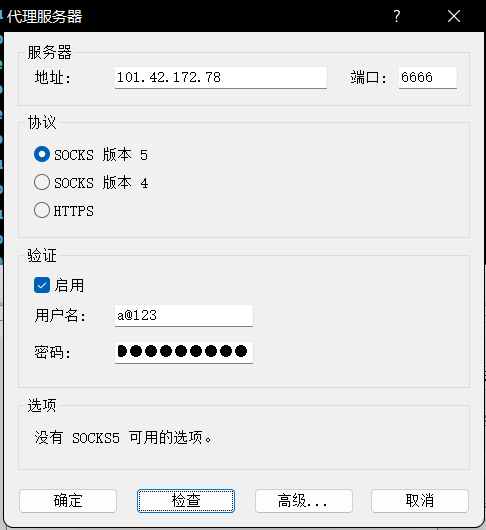 代理服务器
服务器
地址: 101.42.172.78 端口: 6666
协议
SOCKS 版本 5
SOCKS 版本 4
HTTPS
验证
启用
用户名: a@123
密码: ●●●●●●●●●●
选项
没有 SOCKS5 可用的选项。
确定 检查 高级... 取消